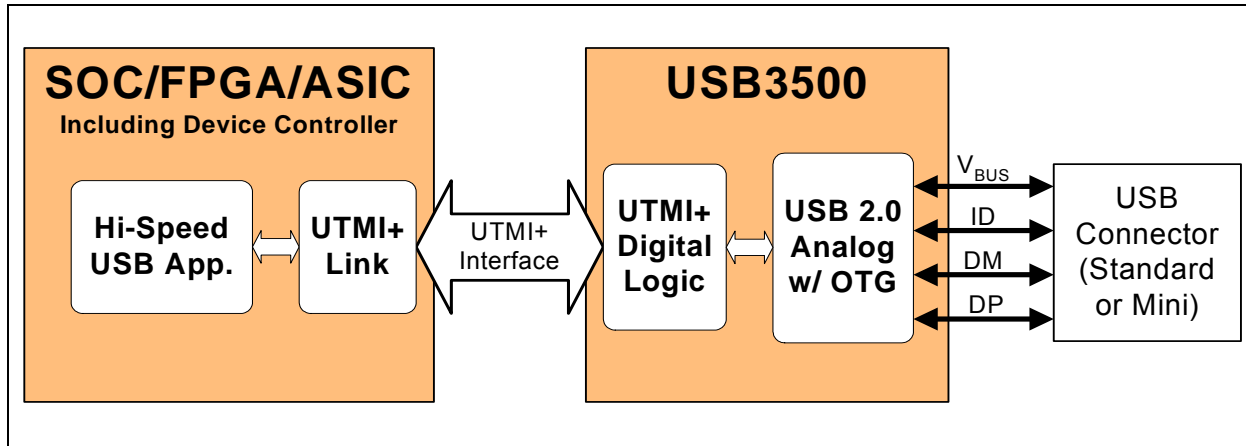 SOC/FPGA/ASIC
Including Device Controller
Hi-Speed
USB App.
UTMI+
Link
UTMI+
Interface
USB3500
UTMI+
Digital
Logic
USB 2.0
Analog
w/ OTG
VBUS
ID
DM
DP
USB
Connector
(Standard
or Mini)